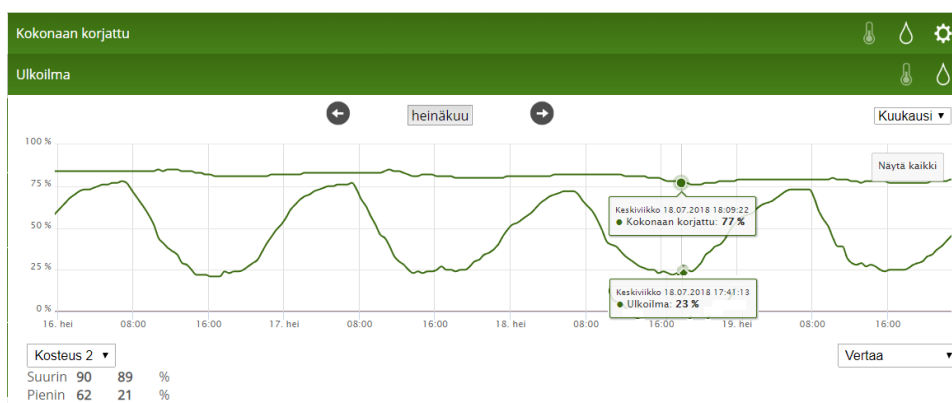 Kokonaan korjattu
Ulkoilma
heinäkuu
Kuukausi
Näytä kaikki
100 %
75 %
50 %
25 %
0 %
Keskiviikko 18.07.2018 18:09:22
Kokonaan korjattu: 77 %
Keskiviikko 18.07.2018 17:41:13
Ulkoilma: 23 %
16. hei 08:00 16:00 17. hei 08:00 16:00 18. hei 08:00 16:00 19. hei 08:00 16:00
Kosteus 2 Vertaa
Suurin 90 89 %
Pienin 62 21 %